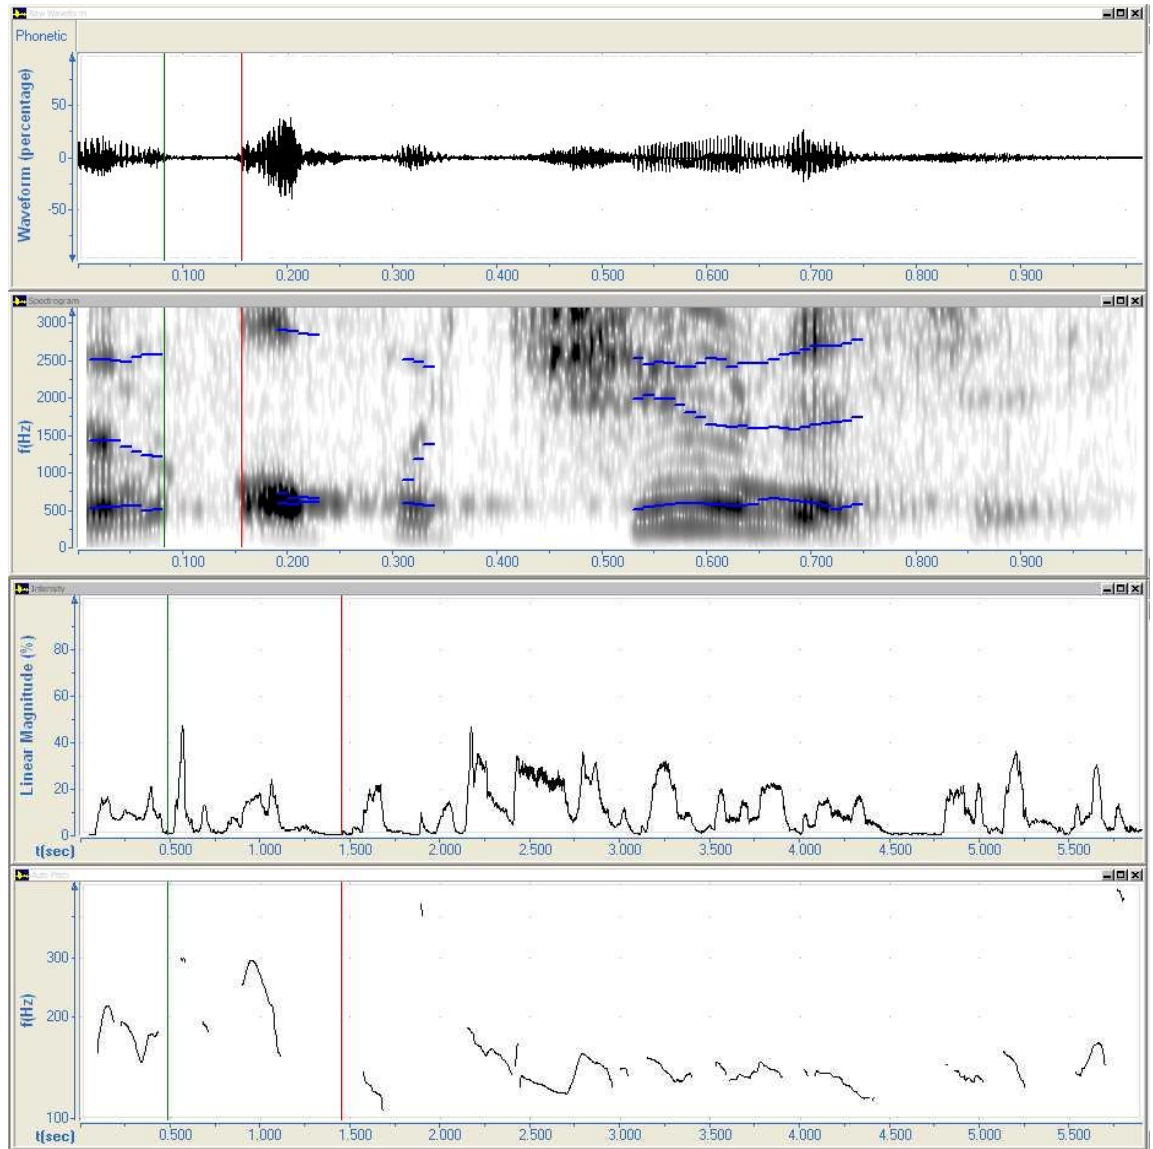 Raw Waveform
Phonetic
Waveform (percentage)
50
0
-50
0.100 0.200 0.300 0.400 0.500 0.600 0.700 0.800 0.900
Spectrogram
f(Hz)
3000
2500
2000
1500
1000
500
0
0.100 0.200 0.300 0.400 0.500 0.600 0.700 0.800 0.900
Intensity
Linear Magnitude (%)
80
60
40
20
0
t(sec) 0.500 1.000 1.500 2.000 2.500 3.000 3.500 4.000 4.500 5.000 5.500
Auto Pitch
f(Hz)
300
200
100
t(sec) 0.500 1.000 1.500 2.000 2.500 3.000 3.500 4.000 4.500 5.000 5.500